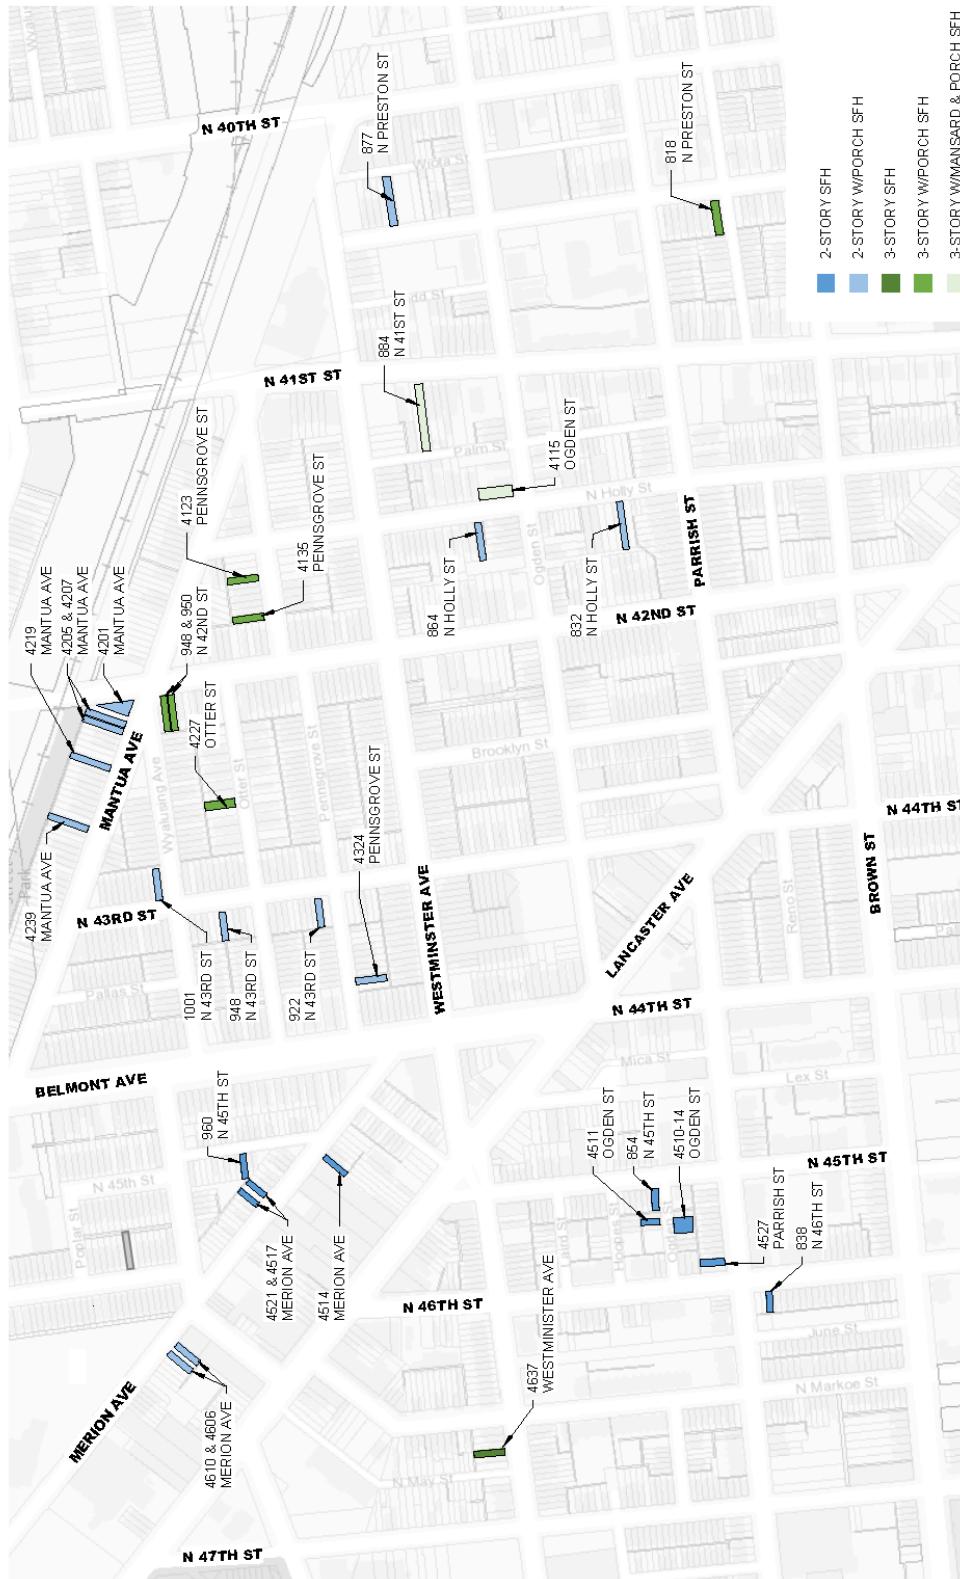 N 40TH ST
877
N PRESTON ST
818
N PRESTON ST
884
N 41ST ST
N 41ST ST
Palm St
4115
OGDEN ST
N Holly St
4123
PENNSGROVE ST
4135
PENNSGROVE ST
864
N HOLLY ST
Ogden St
832
N HOLLY ST
PARRISH ST
N 42ND ST
4219
MANTUA AVE
4205 & 4207
MANTUA AVE
4201
MANTUA AVE
948 & 950
N 42ND ST
4227
OTTER ST
Otter St
MANTUA AVE
Wyalusing Ave
Pennsgrove St
Brooklyn St
4239
MANTUA AVE
4324
PENNSGROVE ST
N 43RD ST
1001
N 43RD ST
948
N 43RD ST
922
N 43RD ST
WESTMINSTER AVE
LANCASTER AVE
BROWN ST
N 44TH ST
N 44TH ST
BELMONT AVE
Mica St
Lex St
960
N 45TH ST
N 45th St
Poplar St
4521 & 4517
MERION AVE
4514
MERION AVE
4511
OGDEN ST
854
N 45TH ST
4510-14
OGDEN ST
N 45TH ST
4527
PARRISH ST
838
N 46TH ST
N 46TH ST
June St
N Markoe St
4637
WESTMINISTER AVE
N May St
MERION AVE
4610 & 4606
MERION AVE
N 47TH ST
2-STORY SFH
2-STORY W/PORCH SFH
3-STORY SFH
3-STORY W/PORCH SFH
3-STORY W/MANSARD & PORCH SFH